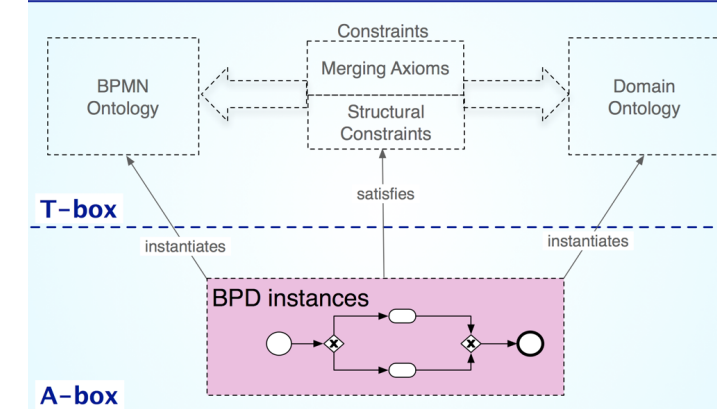 Constraints
BPMN
Ontology
Merging Axioms
Structural
Constraints
Domain
Ontology
satisfies
T-box
instantiates
instantiates
BPD instances
A-box